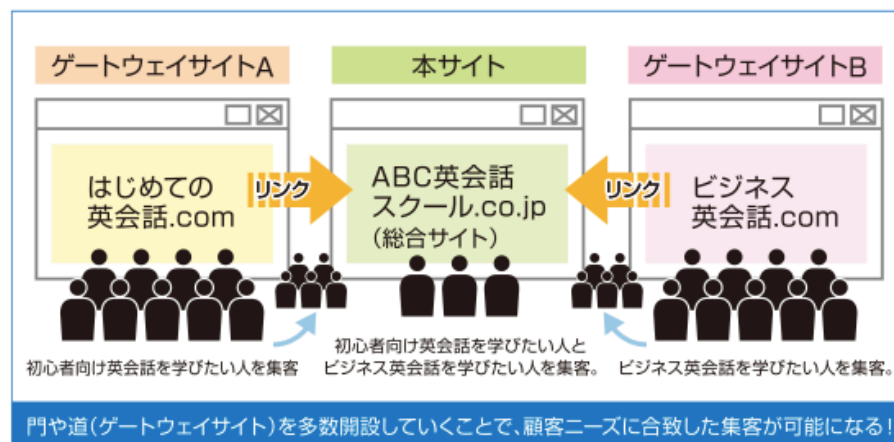 ゲートウェイサイトA
本サイト
ゲートウェイサイトB
はじめての
英会話.com
リンク
ABC英会話
スクール.co.jp
（総合サイト）
リンク
ビジネス
英会話.com
初心者向け英会話を学びたい人を集客
初心者向け英会話を学びたい人と
ビジネス英会話を学びたい人を集客。
ビジネス英会話を学びたい人を集客。
門や道（ゲートウェイサイト）を多数開設していくことで、顧客ニーズに合致した集客が可能になる！